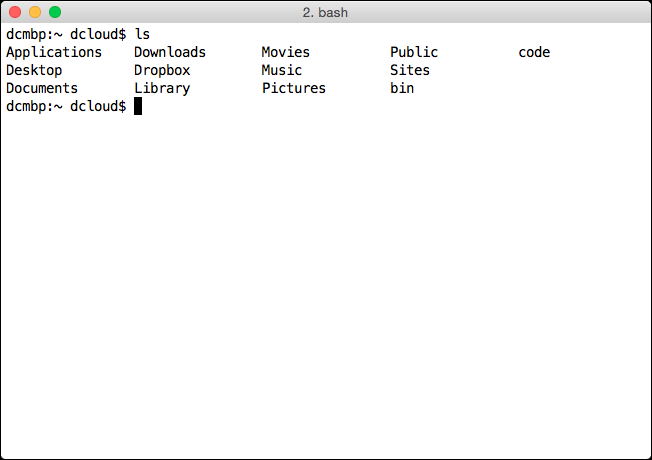 2. bash
dcmbp:~ dcloud$ ls
Applications Downloads Movies Public code
Desktop Dropbox Music Sites
Documents Library Pictures bin
dcmbp:~ dcloud$